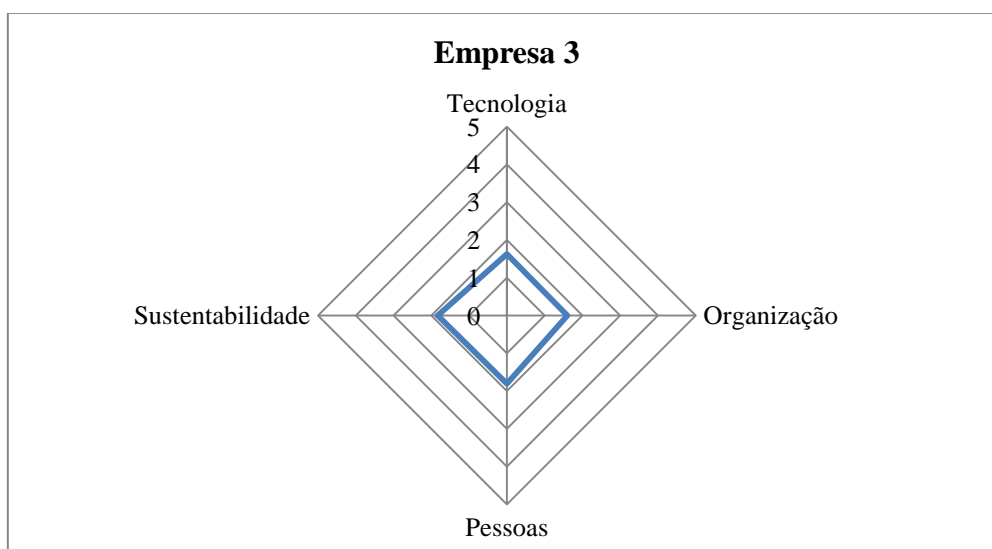 Empresa 3
Tecnologia
5
4
3
2
1
0
Sustentabilidade
Organização
Pessoas